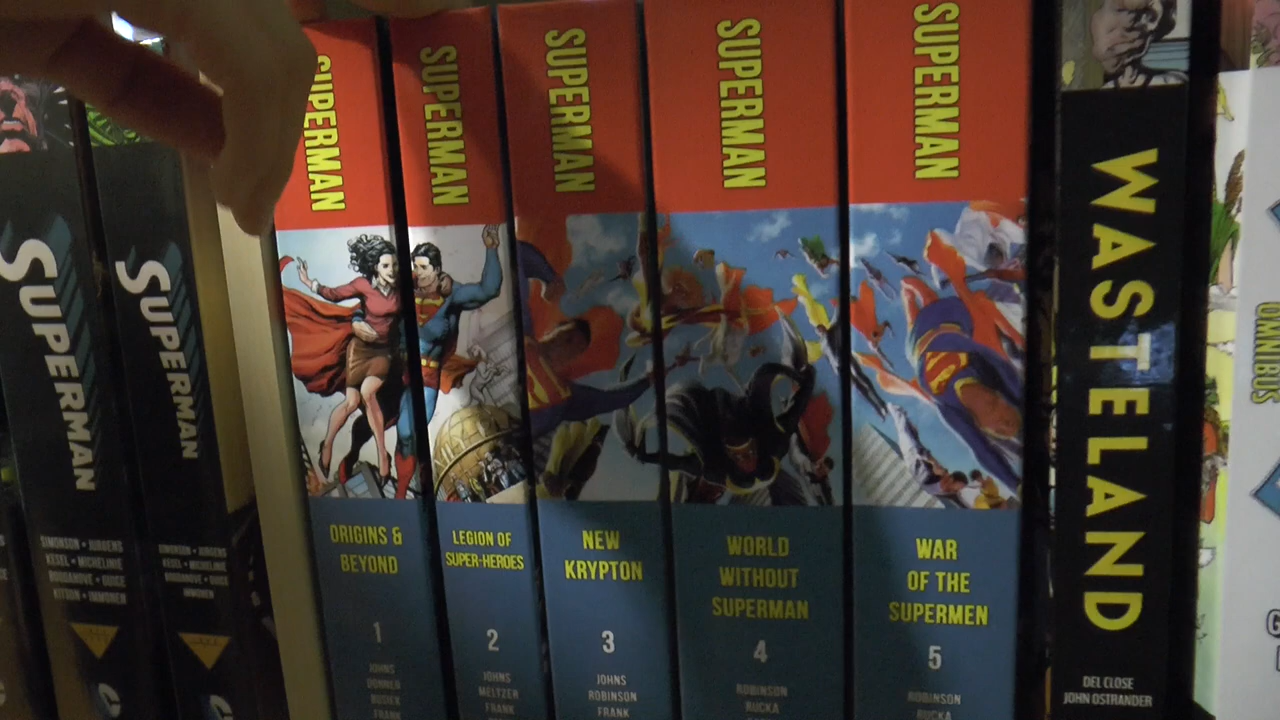 SUPERMAN
SIMONSON • JURGENS
KESEL • MICHELINIE
BOGDANOVE • GUICE
KITSON • IMMONEN
SUPERMAN
SIMONSON • JURGENS
KESEL • MICHELINIE
BOGDANOVE • GUICE
IMMONEN
SUPERMAN
ORIGINS &
BEYOND
1
JOHNS
DONNER
BUSIEK
FRANK
SUPERMAN
LEGION OF
SUPER-HEROES
2
JOHNS
MELTZER
FRANK
SUPERMAN
NEW
KRYPTON
3
JOHNS
ROBINSON
FRANK
SUPERMAN
WORLD
WITHOUT
SUPERMAN
4
ROBINSON
RUCKA
SUPERMAN
WAR
OF THE
SUPERMEN
5
ROBINSON
RUCKA
WASTELAND
DEL CLOSE
JOHN OSTRANDER
OMNIBUS